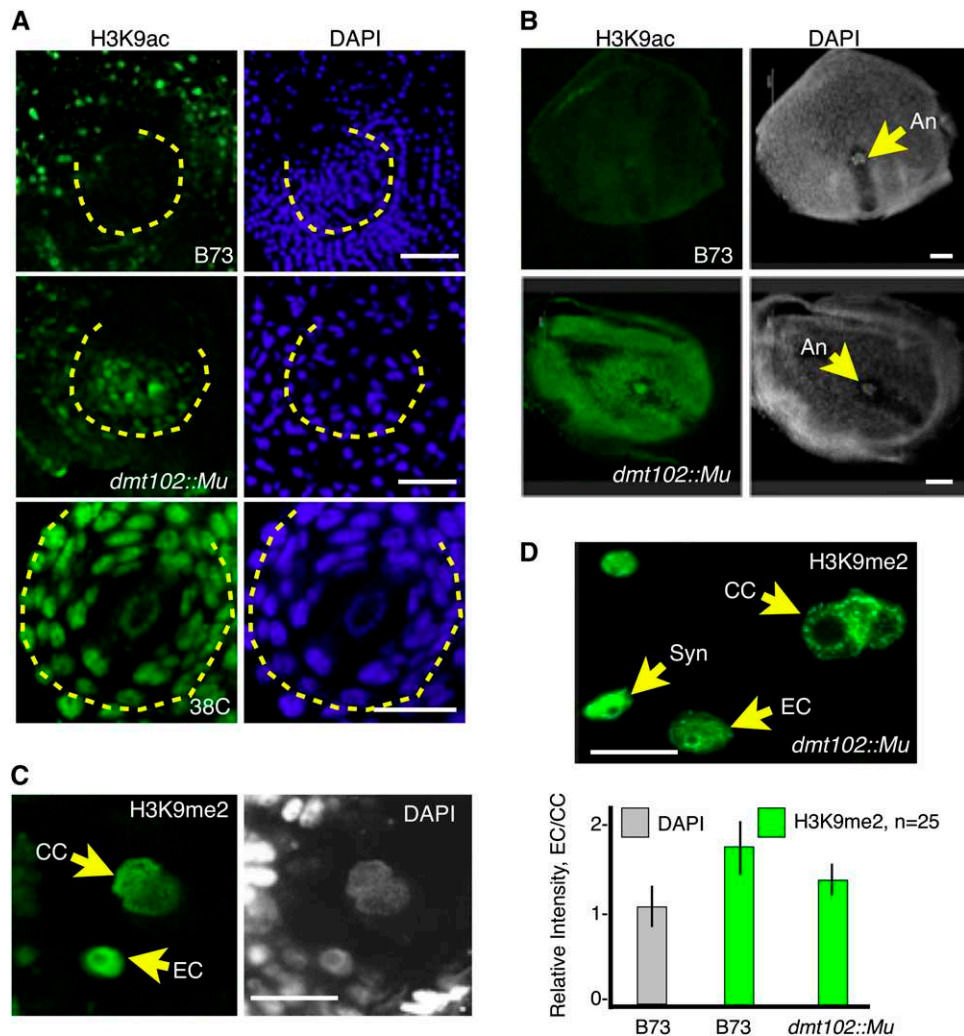 A
H3K9ac DAPI
B73
dmt102::Mu
38C
B
H3K9ac DAPI
An
B73
An
dmt102::Mu
C
H3K9me2 DAPI
CC
EC
D
H3K9me2
CC
Syn
EC
dmt102::Mu
Relative Intensity, EC/CC
DAPI H3K9me2, n=25
2-
1-
0-
B73 B73 dmt102::Mu